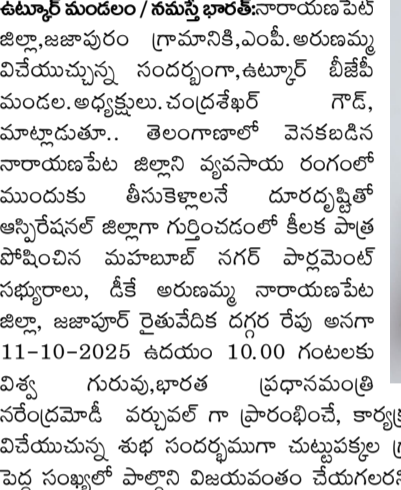 ఉట్కూర్ మండలం / నమస్తే భారత్:నారాయణపేట్
జిల్లా,జజాపురం గ్రామానికి,ఎంపీ.అరుణమ్మ
విచేయుచ్చున్న సందర్బంగా,ఉట్కూర్ బీజేపీ
మండల.అధ్యక్షులు.చంద్రశేఖర్ గౌడ్,
మాట్లాడుతూ.. తెలంగాణాలో వెనకబడిన
నారాయణపేట జిల్లాని వ్యవసాయ రంగంలో
ముందుకు తీసుకెళ్లాలనే దూరదృష్టితో
ఆస్పిరేషనల్ జిల్లాగా గుర్తించడంలో కీలక పాత్ర
పోషించిన మహబూబ్ నగర్ పార్లమెంట్
సభ్యురాలు, డీకే అరుణమ్మ నారాయణపేట
జిల్లా, జజాపూర్ రైతువేదిక దగ్గర రేపు అనగా
11-10-2025 ఉదయం 10.00 గంటలకు
విశ్వ గురువు,భారత ప్రధానమంత్రి
నరేంద్రమోడీ వర్చువల్ గా ప్రారంభించే,
విచేయుచున్న శుభ సందర్భముగా చుట్టుపక్కల
పెద్ద సంఖ్యలో పాల్గొని విజయవంతం